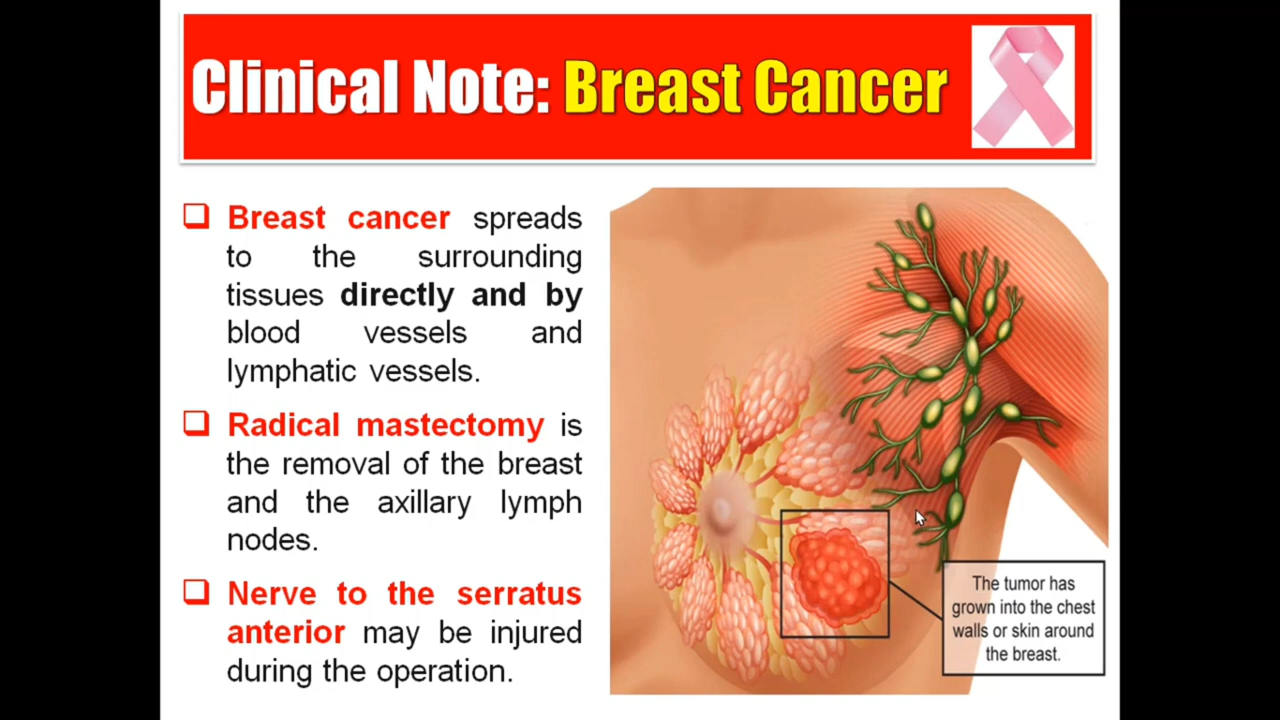 Clinical Note: Breast Cancer
Breast cancer spreads
to the surrounding
tissues directly and by
blood vessels and
lymphatic vessels.
Radical mastectomy is
the removal of the breast
and the axillary lymph
nodes.
Nerve to the serratus
anterior may be injured
during the operation.
The tumor has
grown into the chest
walls or skin around
the breast.